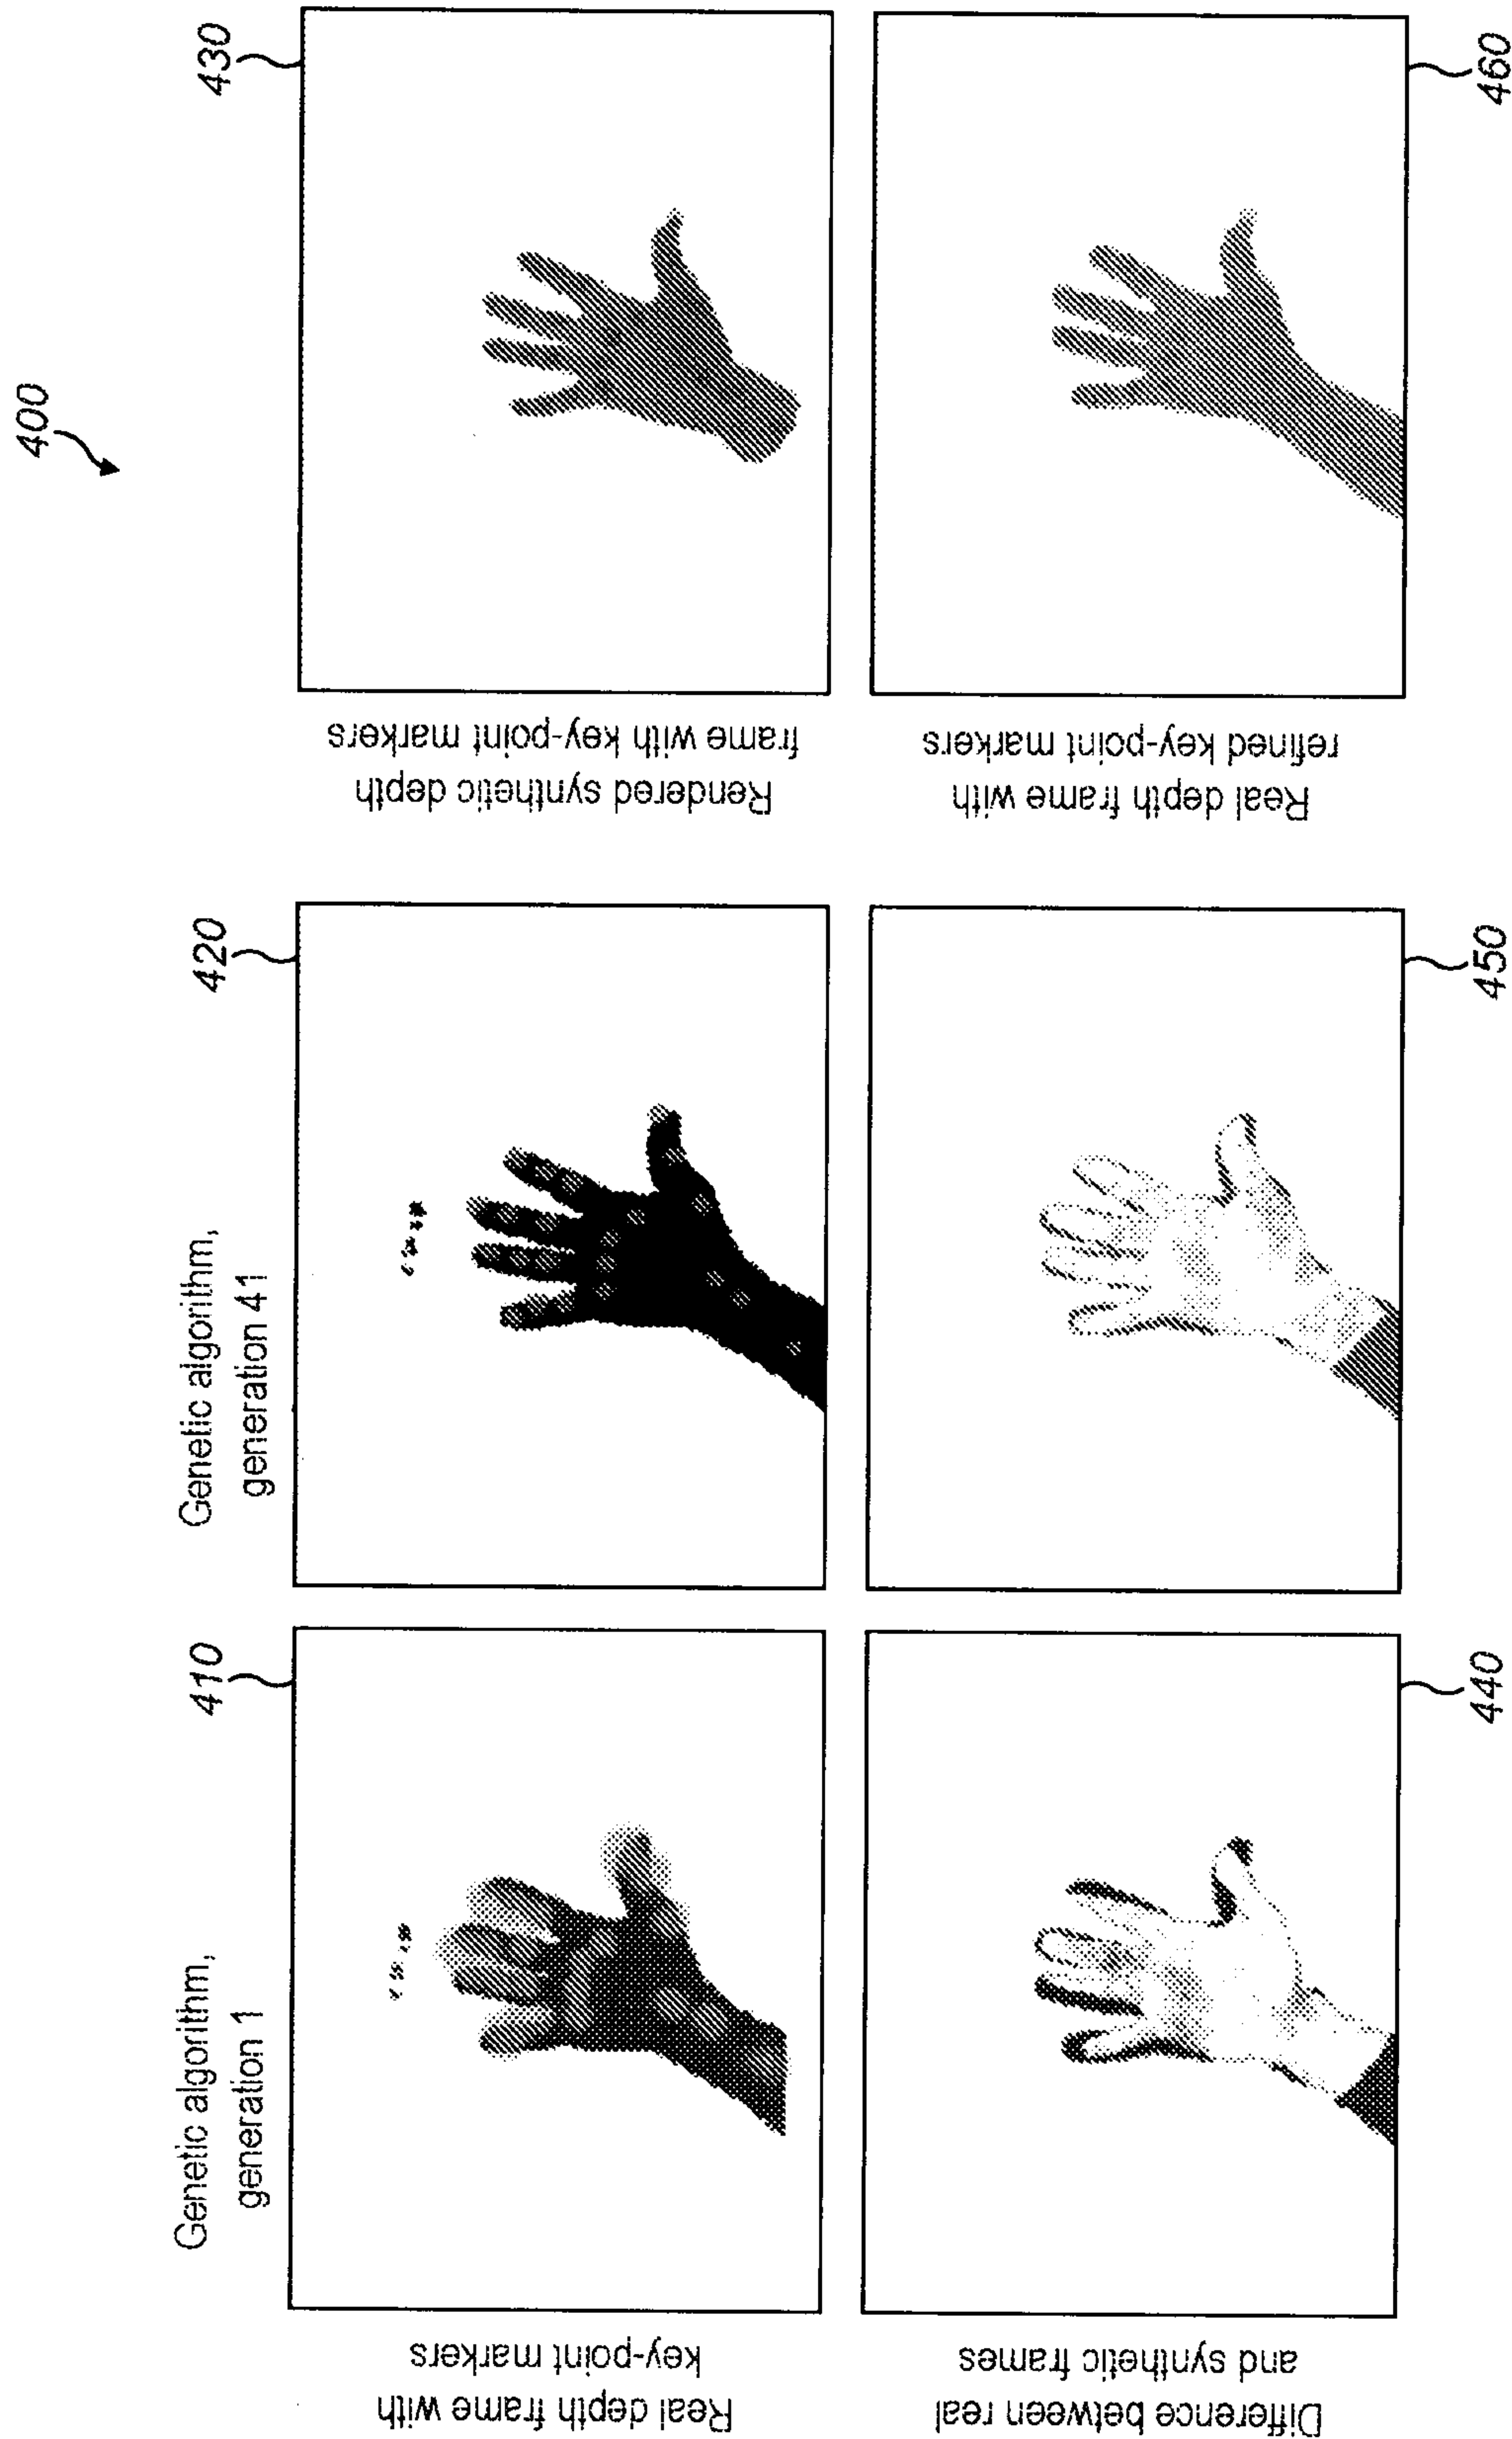 400
Genetic algorithm,
generation 1
Genetic algorithm,
generation 41
410
420
430
Real depth frame with
key-point markers
Rendered synthetic depth
frame with key-point markers
Difference between real
and synthetic frames
Real depth frame with
refined key-point markers
440
450
460